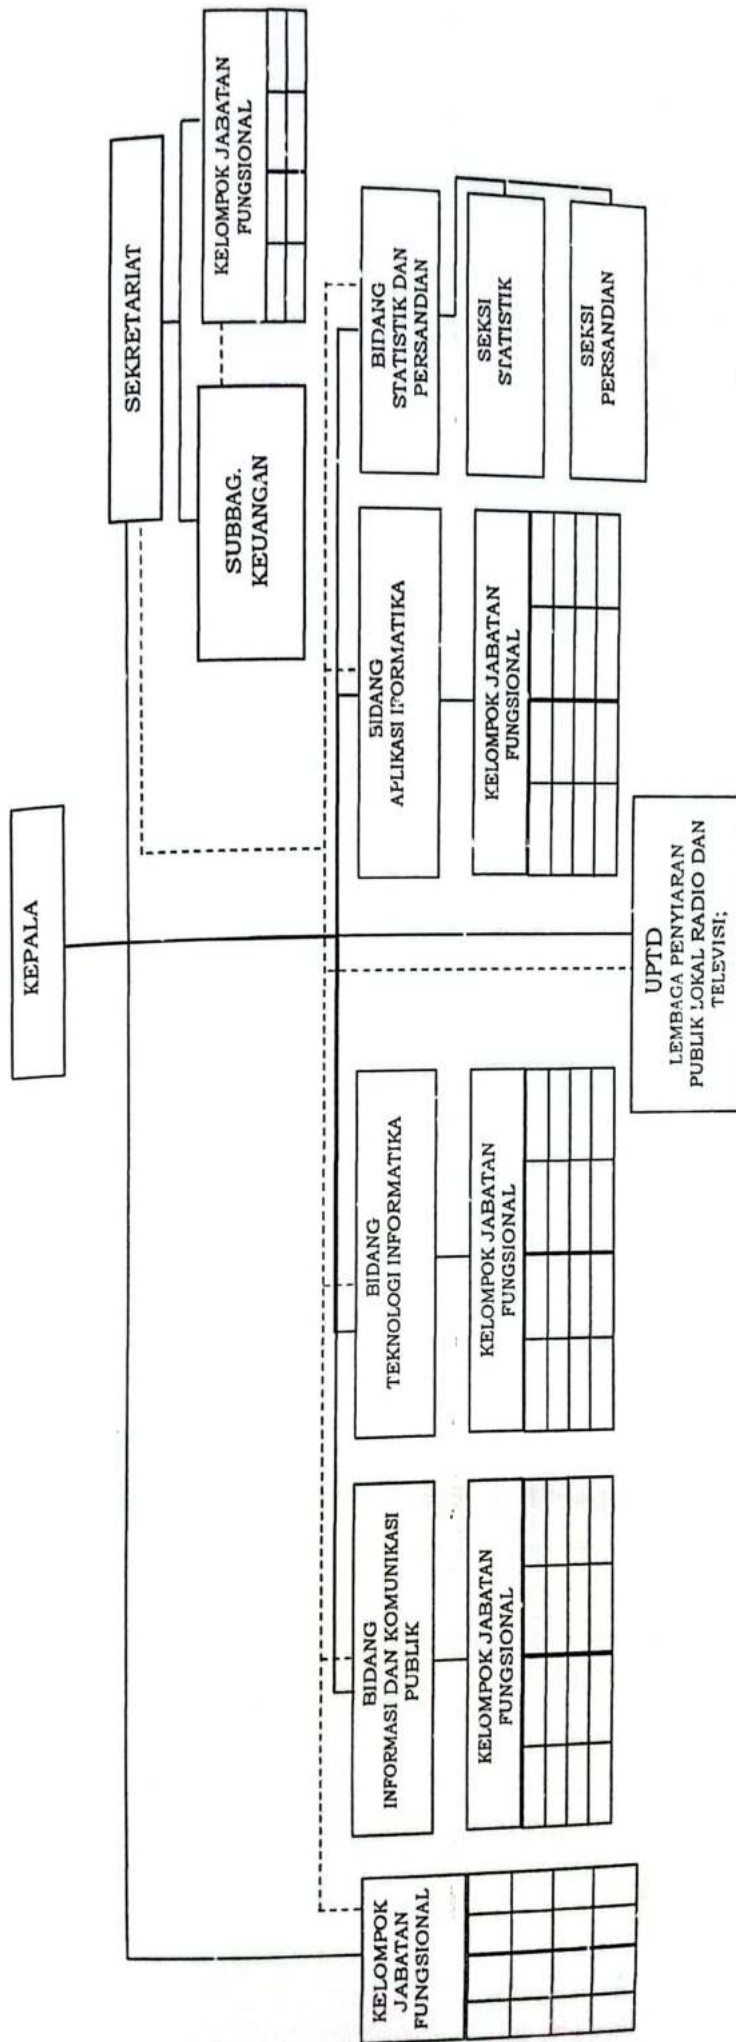 KEPALA
SEKRETARIAT
SUBBAG.
KEUANGAN
KELOMPOK JABATAN
FUNGSIONAL
KELOMPOK
JABATAN
FUNGSIONAL
BIDANG
INFORMASI DAN KOMUNIKASI
PUBLIK
KELOMPOK JABATAN
FUNGSIONAL
BIDANG
TEKNOLOGI INFORMATIKA
KELOMPOK JABATAN
FUNGSIONAL
BIDANG
APLIKASI INFORMATIKA
KELOMPOK JABATAN
FUNGSIONAL
BIDANG
STATISTIK DAN
PERSANDIAN
SEKSI
STATISTIK
SEKSI
PERSANDIAN
UPTD
LEMBAGA PENYIARAN
PUBLIK LOKAL RADIO DAN
TELEVISI;